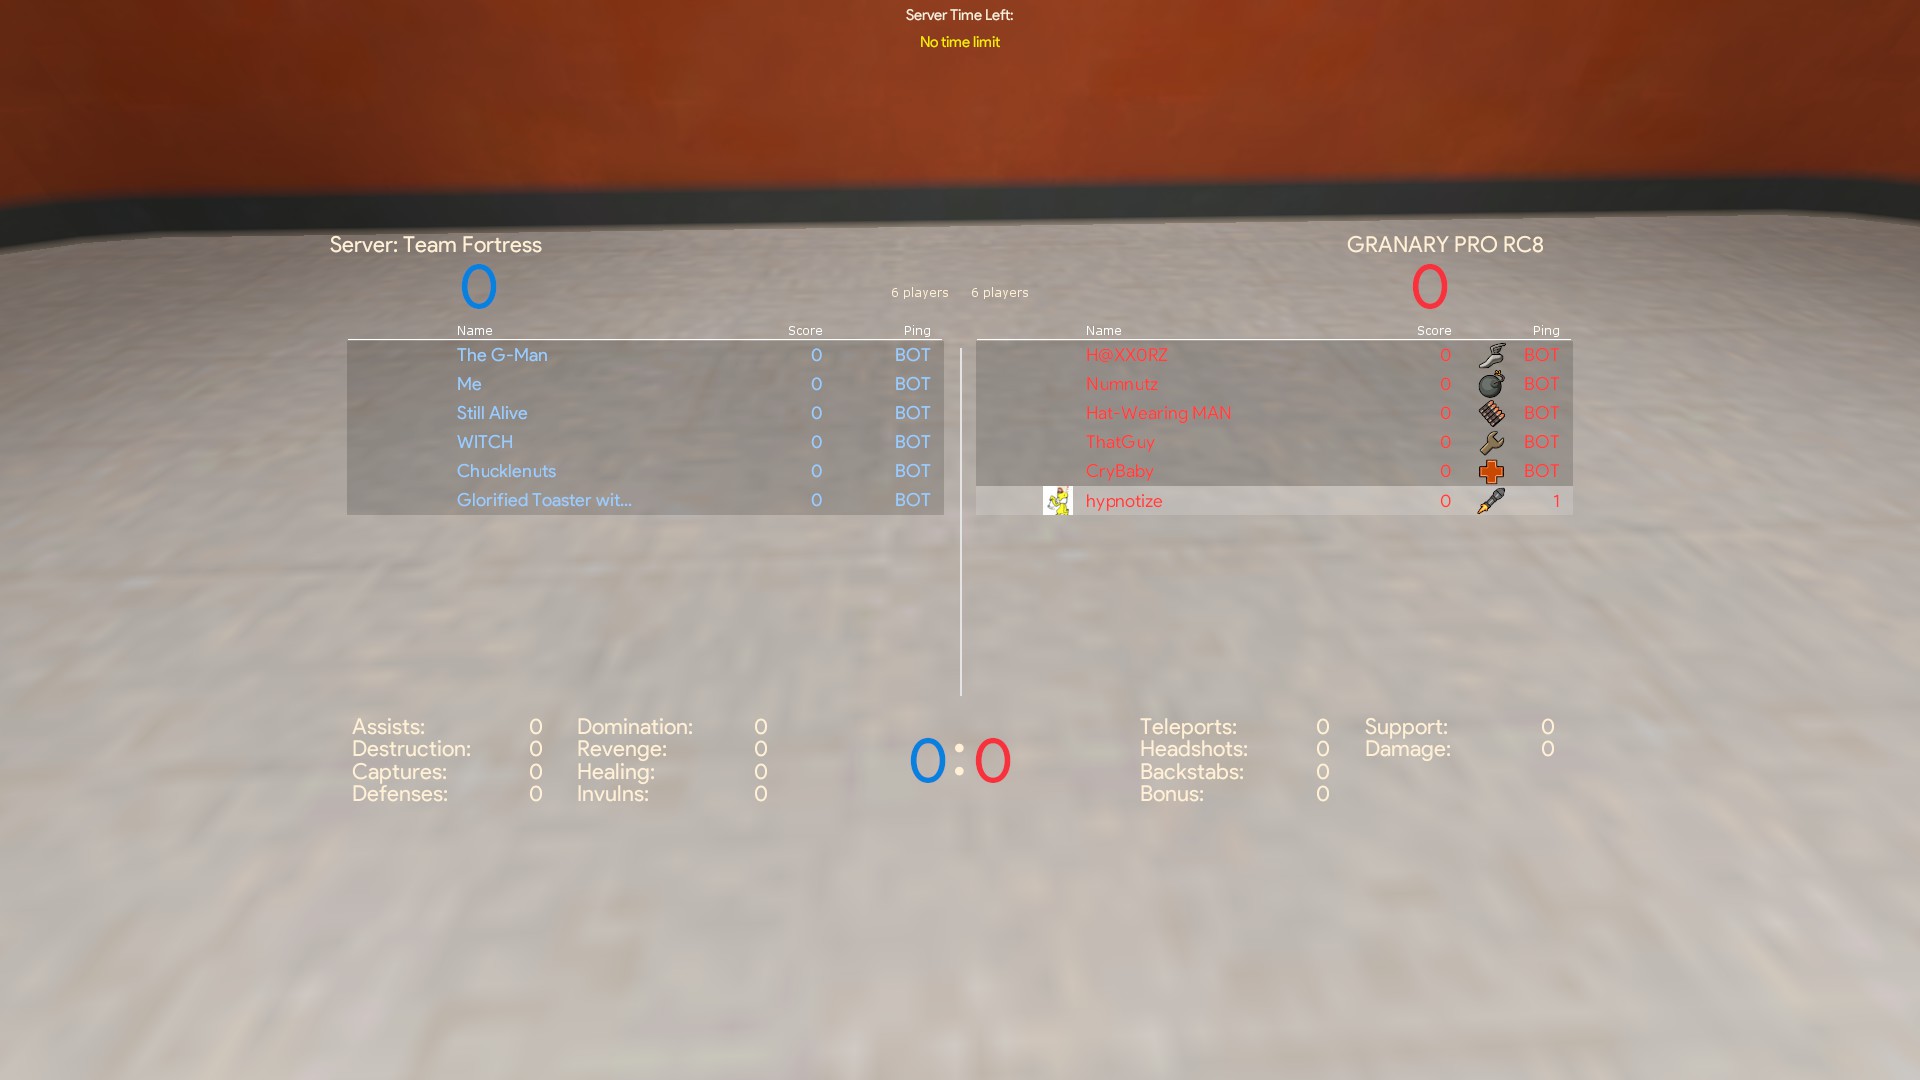 Server Time Left:
No time limit
Server: Team Fortress
GRANARY PRO RC8
0
6 players
6 players
0
Name Score Ping
The G-Man 0 BOT
Me 0 BOT
Still Alive 0 BOT
WITCH 0 BOT
Chucklenuts 0 BOT
Glorified Toaster wit... 0 BOT
Name Score Ping
H@XX0RZ 0 BOT
Numnutz 0 BOT
Hat-Wearing MAN 0 BOT
ThatGuy 0 BOT
CryBaby 0 BOT
hypnotize 0 1
Assists: 0
Destruction: 0
Captures: 0
Defenses: 0
Domination: 0
Revenge: 0
Healing: 0
Invulns: 0
0:0
Teleports: 0
Headshots: 0
Backstabs: 0
Bonus: 0
Support: 0
Damage: 0